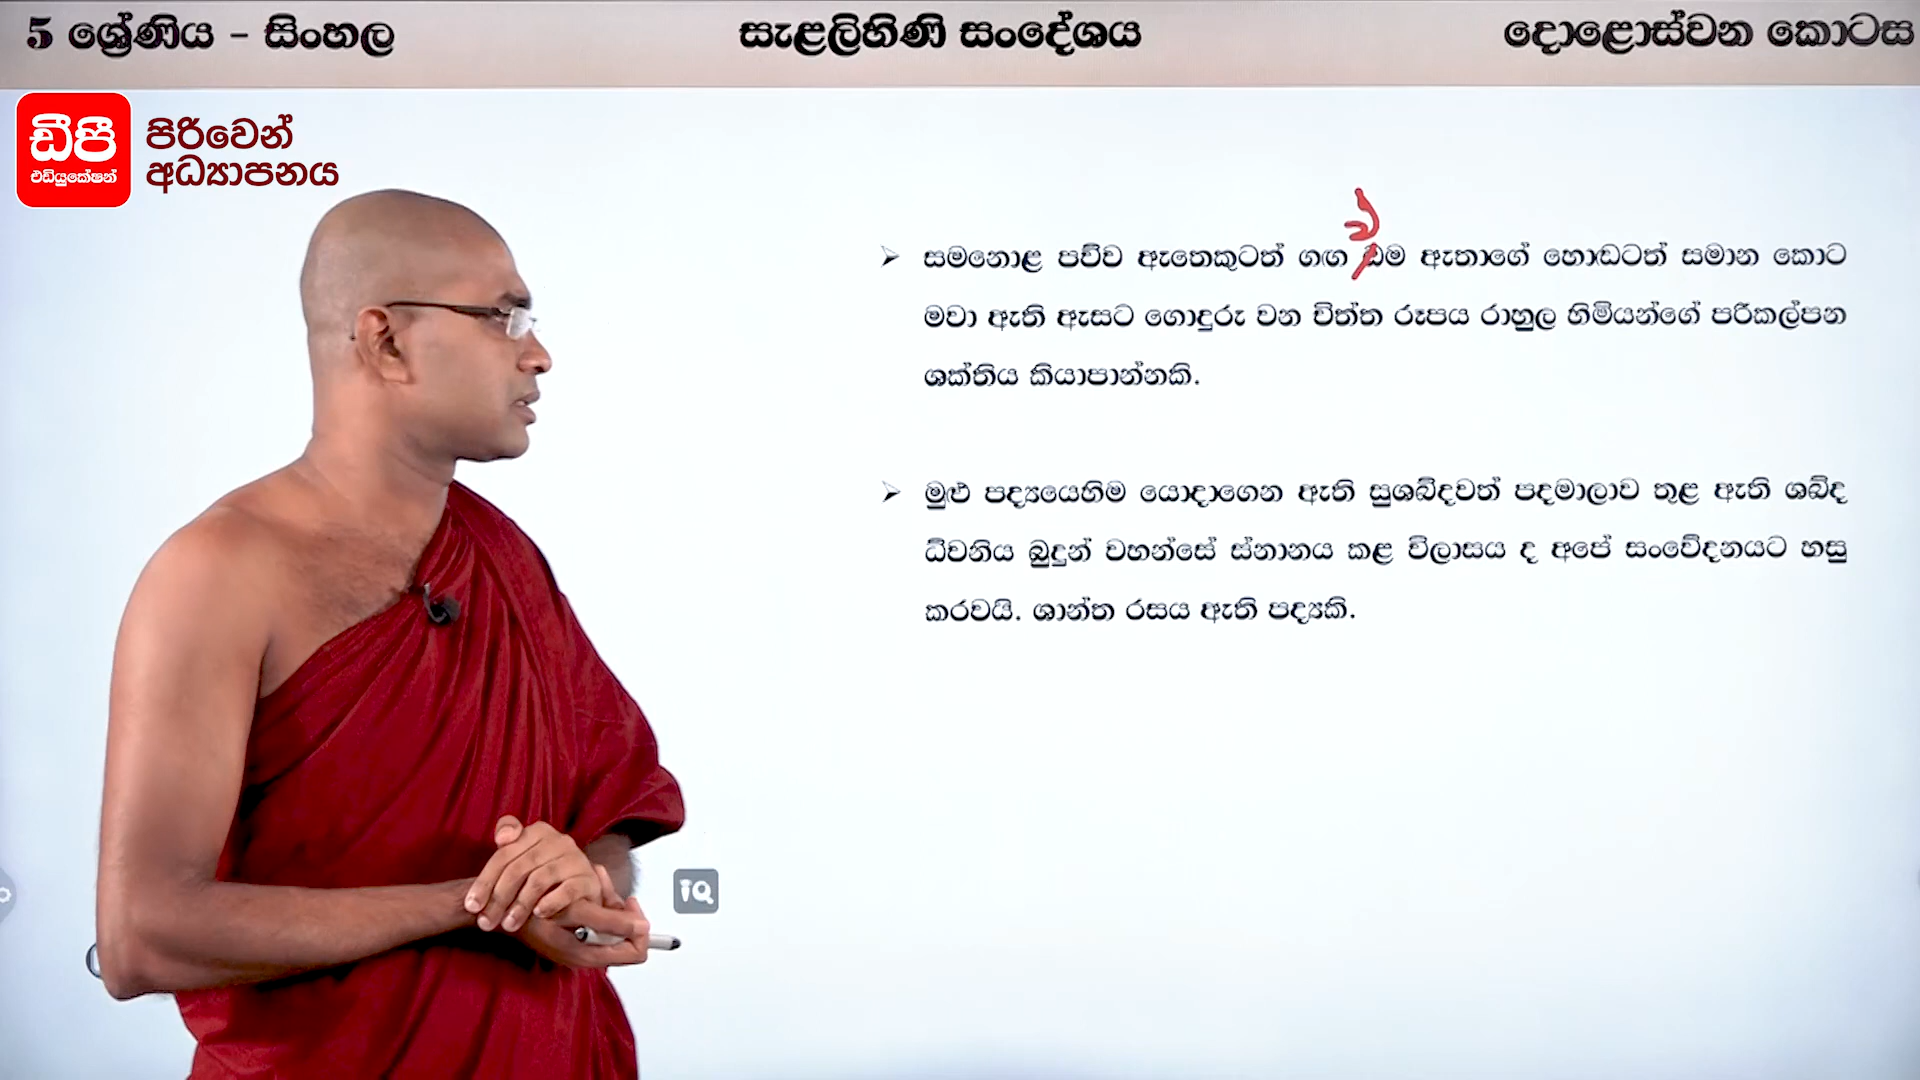 5 ශ්‍රේණිය - සිංහල
සැළලිහිණි සංදේශය
දොළොස්වන කොටස
ඩීපී
එඩියුකේෂන්
පිරිවෙන්
අධ්‍යාපනය
ව
➢ සමනොළ පව්ව ඇතෙකුටත් ගඟ ඩම ඇතාගේ හොඬටත් සමාන කොට
මවා ඇති ඇසට ගොදුරු වන චිත්ත රූපය රාහුල හිමියන්ගේ පරිකල්පන
ශක්තිය කියාපාන්නකි.
➢ මුළු පද්‍යයෙහිම යොදාගෙන ඇති සුශබ්දවත් පදමාලාව තුළ ඇති ශබ්ද
ධ්වනිය බුදුන් වහන්සේ ස්නානය කළ විලාසය ද අපේ සංවේදනයට හසු
කරවයි. ශාන්ත රසය ඇති පද්‍යකි.
IQ